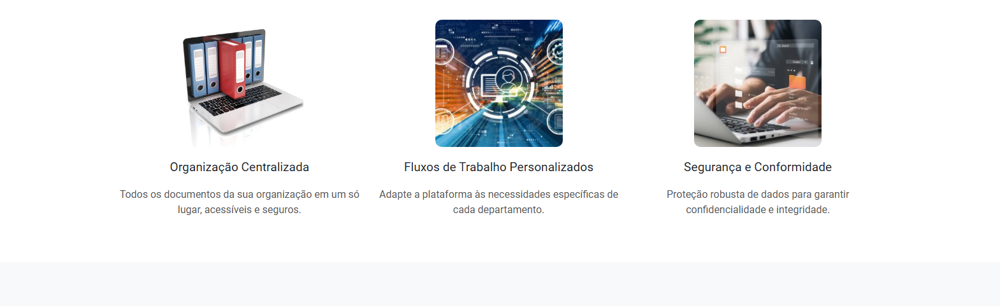 Organização Centralizada
Todos os documentos da sua organização em um só
lugar, acessíveis e seguros.
Fluxos de Trabalho Personalizados
Adapte a plataforma às necessidades específicas de
cada departamento.
Search
Segurança e Conformidade
Proteção robusta de dados para garantir
confidencialidade e integridade.